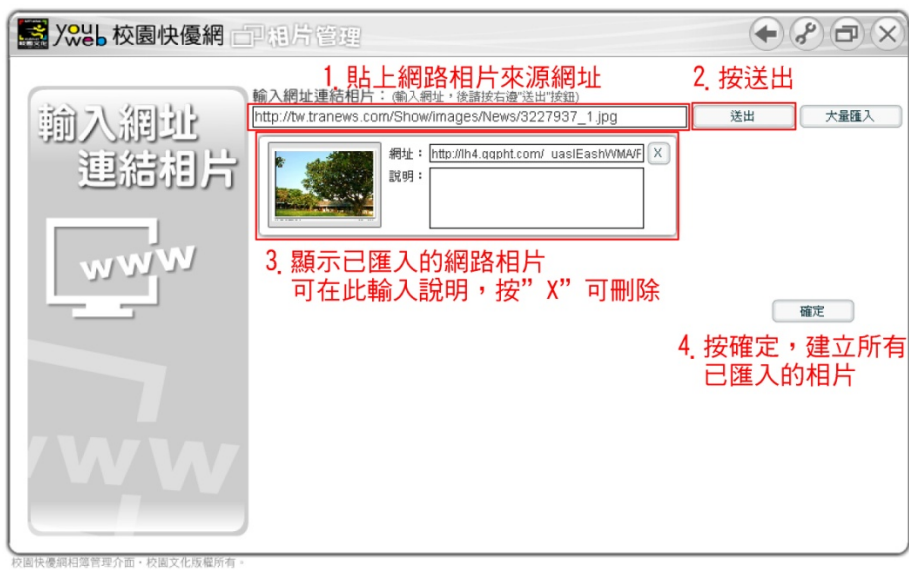 youweb 校園快優網 相片管理
1. 貼上網路相片來源網址
2. 按送出
輸入網址連結相片：(輸入網址，後請按右邊"送出"按鈕)
http://tw.tranews.com/Show/images/News/3227937_1.jpg
送出
大量匯入
輸入網址
連結相片
網址：
http://lh4.ggpht.com/_uasIEashWMA/F
X
說明：
www
3. 顯示已匯入的網路相片
可在此輸入說明，按”X”可刪除
確定
4. 按確定，建立所有
已匯入的相片
www
校園快優網相簿管理介面，校園文化版權所有。